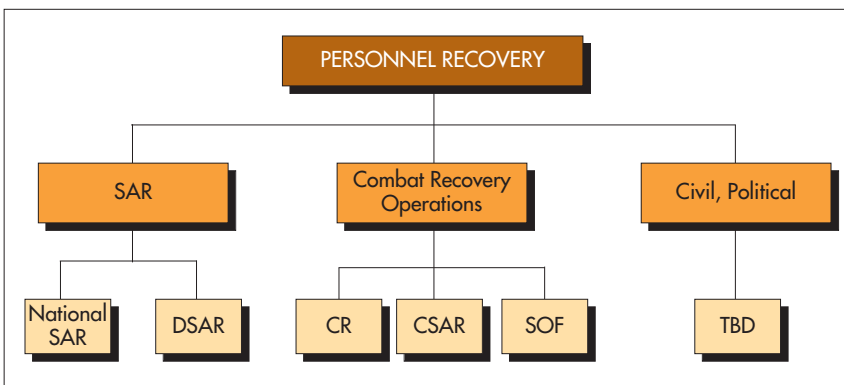 PERSONNEL RECOVERY
SAR
Combat Recovery
Operations
Civil, Political
National
SAR
DSAR
CR
CSAR
SOF
TBD